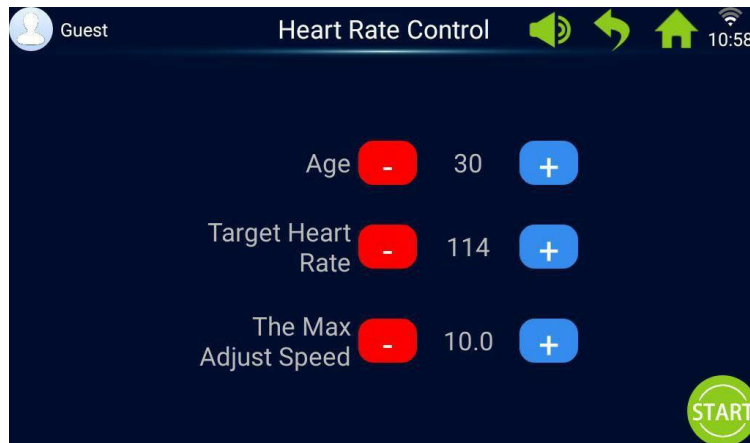 Guest
Heart Rate Control
10:58
Age - 30 +
Target Heart
Rate - 114 +
The Max
Adjust Speed - 10.0 +
START